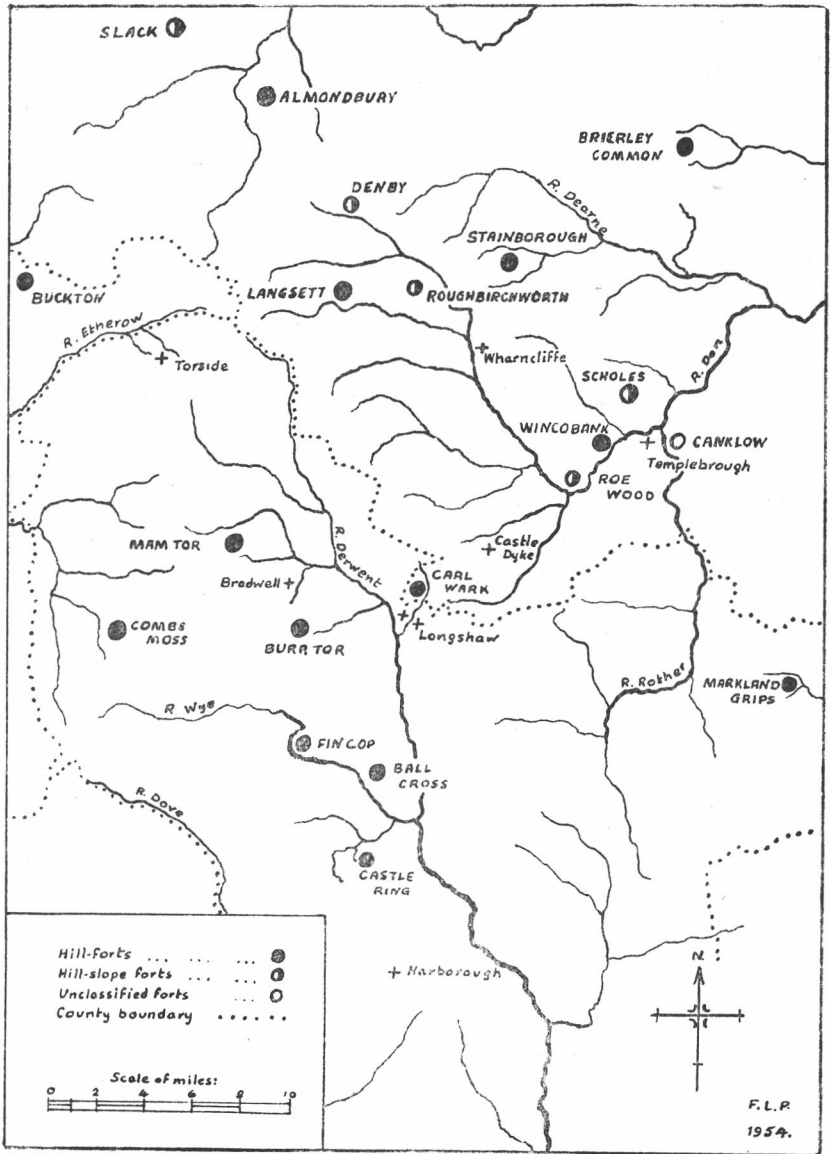 SLACK
ALMONDBURY
BRIERLEY
COMMON
DENBY
R. Dearne
STAINBOROUGH
BUCKTON
LANGSETT
ROUGHBIRCHWORTH
R. Etherow
Torside
Wharncliffe
R. Don
SCHOLES
WINCOBANK
CANKLOW
Templebrough
ROE
WOOD
MAM TOR
R. Derwent
Castle
Dyke
Bradwell
CARL
WARK
COMBS
MOSS
BURR TOR
Longshaw
R. Rother
MARKLAND
GRIPS
R. Wye
FIN COP
BALL
CROSS
R. Dove
CASTLE
RING
Harborough
N
Hill-forts ... ... ...
Hill-slope forts ... ...
Unclassified forts ...
County boundary ......
Scale of miles:
0 2 4 6 8 10
F.L.P.
1954.